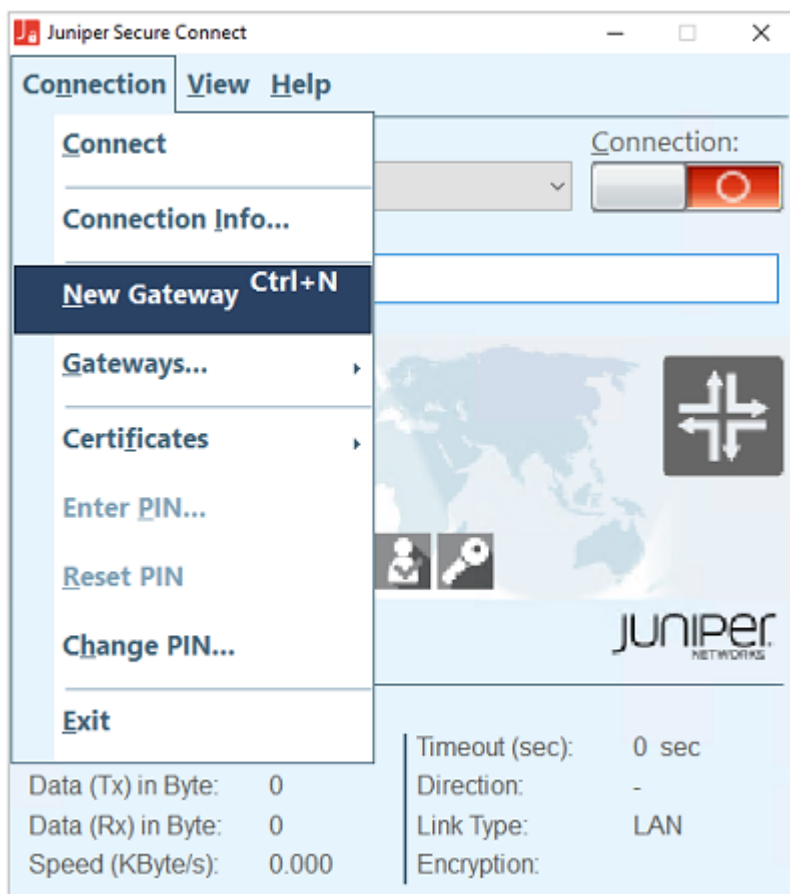 Juniper Secure Connect
Connection View Help
Connect
Connection:
Connection Info...
New Gateway Ctrl+N
Gateways...
Certificates
Enter PIN...
Reset PIN
JUNIPER
NETWORKS
Change PIN...
Exit
Timeout (sec): 0 sec
Data (Tx) in Byte: 0 Direction: -
Data (Rx) in Byte: 0 Link Type: LAN
Speed (KByte/s): 0.000 Encryption: